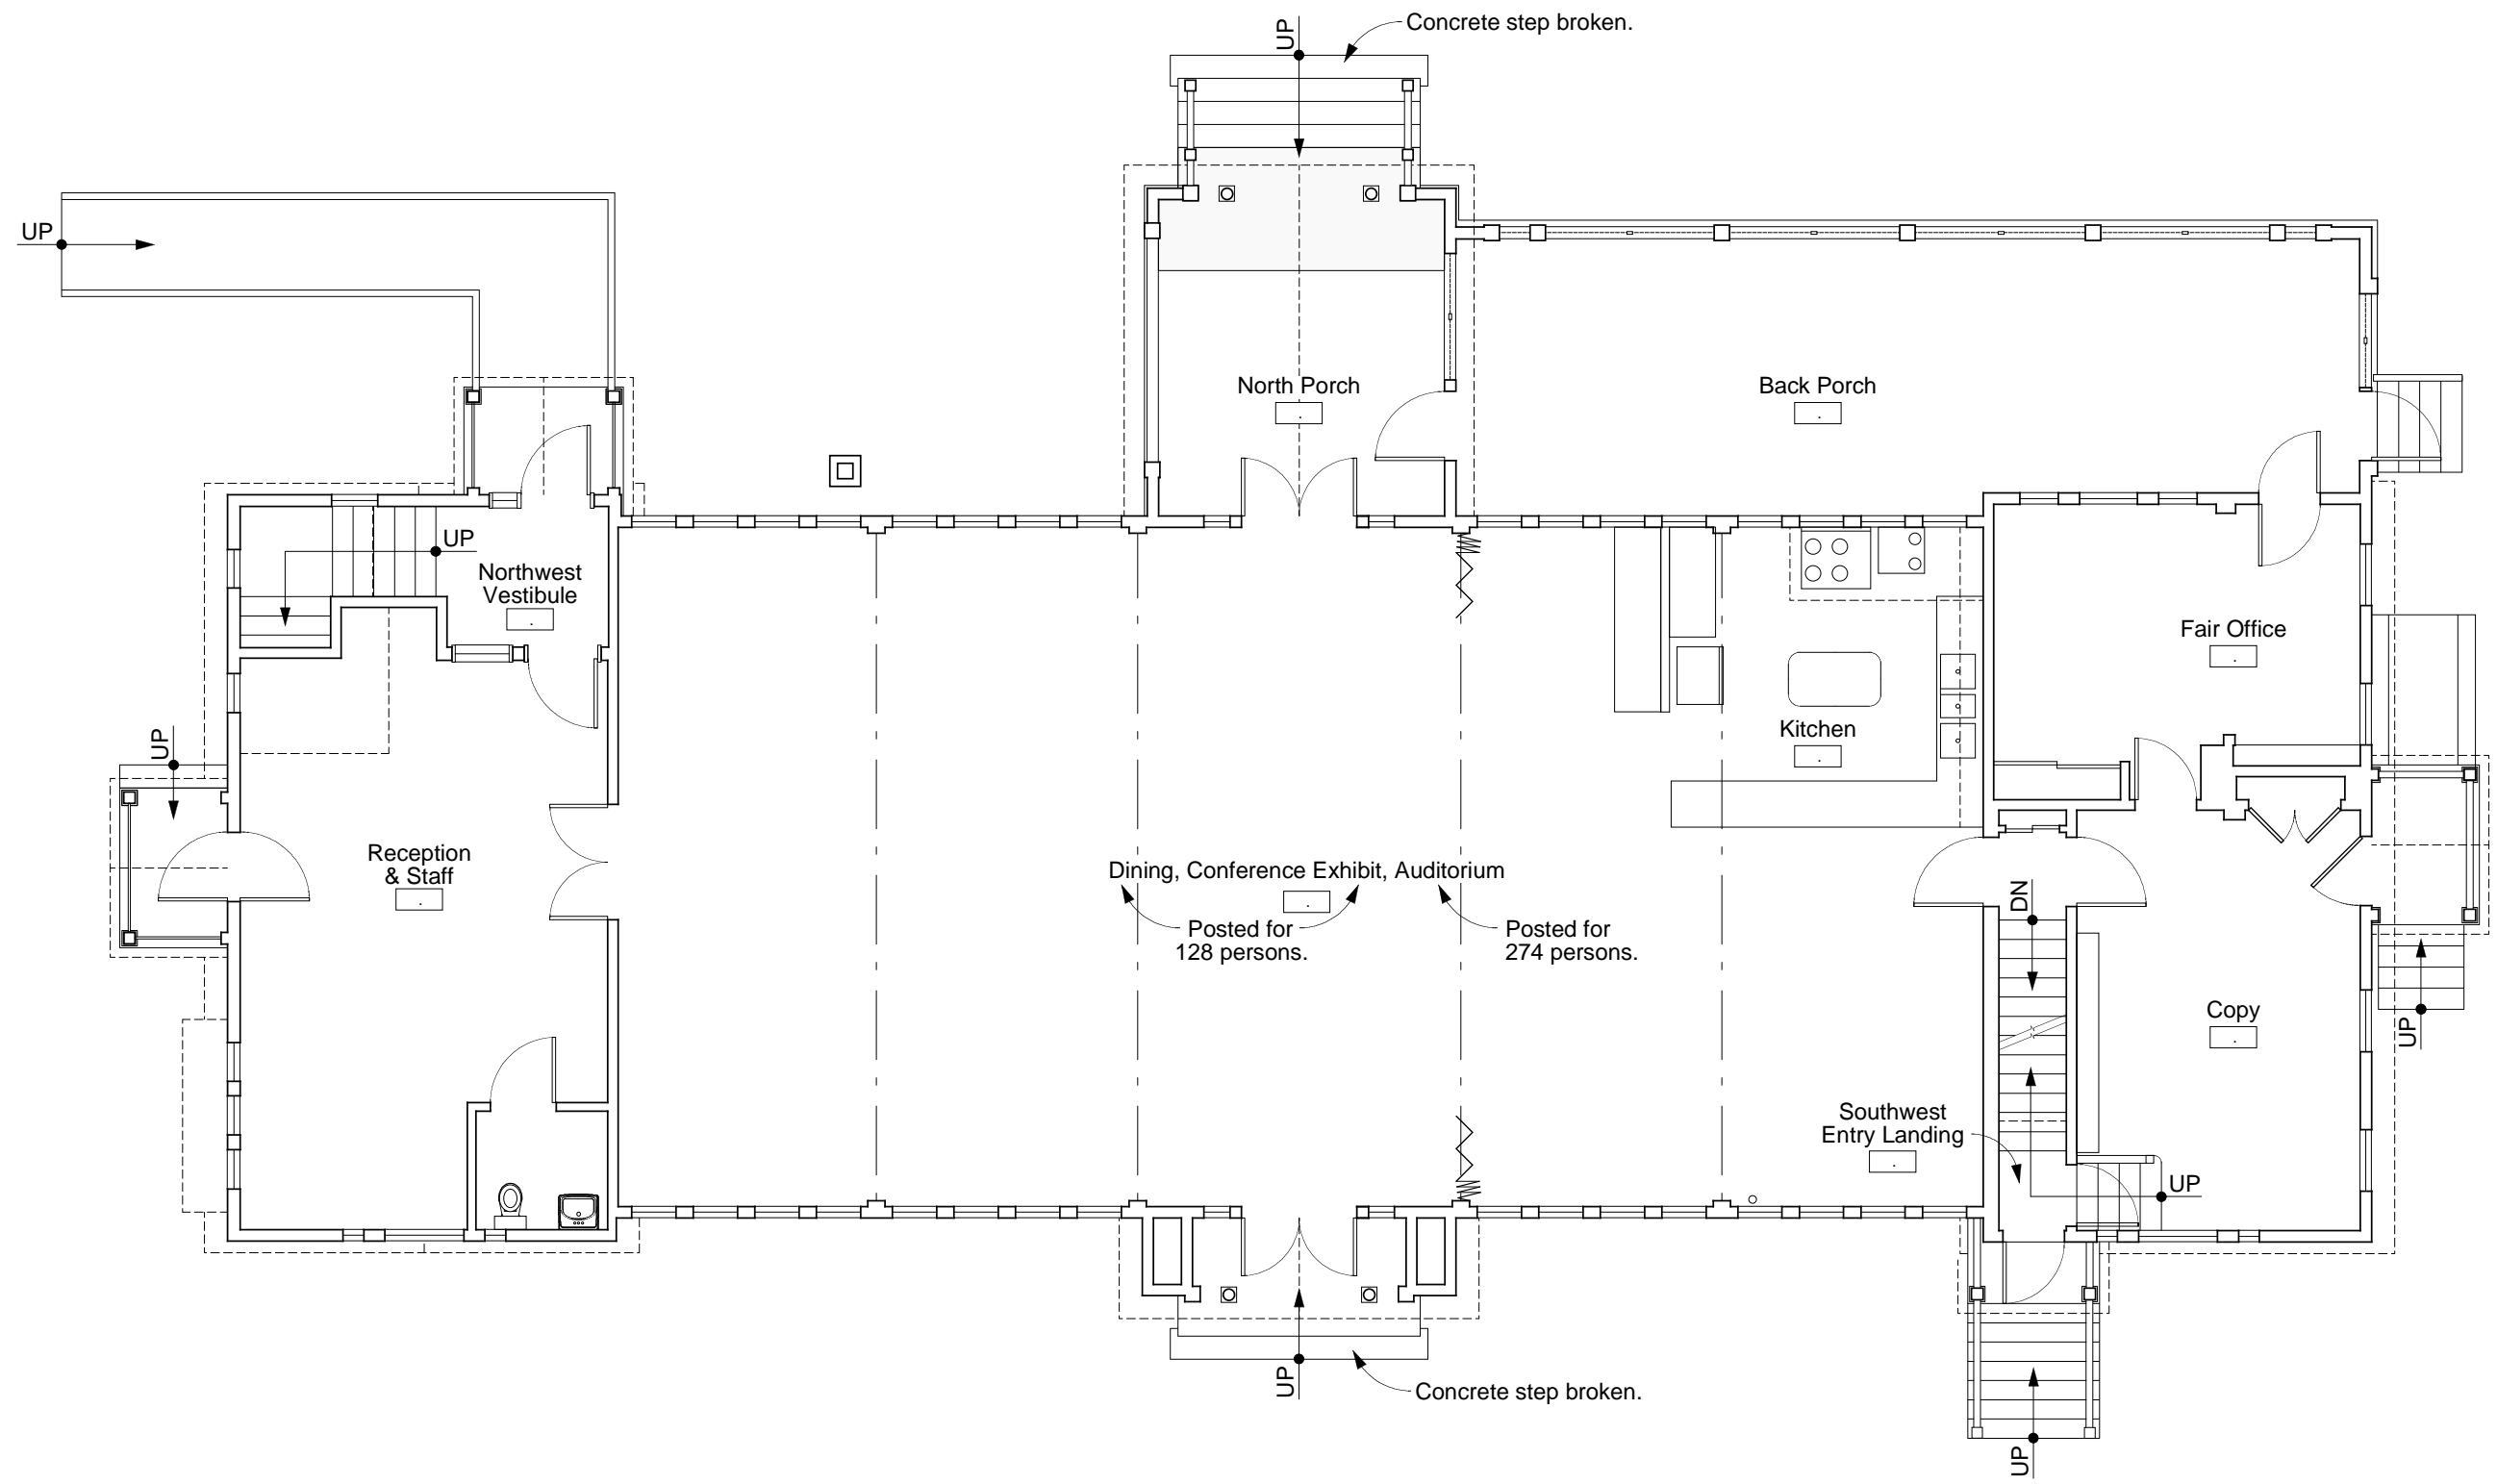 UP
Concrete step broken.
UP
North Porch
Back Porch
UP
Northwest
Vestibule
Fair Office
UP
Kitchen
Reception
& Staff
Dining, Conference Exhibit, Auditorium
DN
Posted for
128 persons.
Posted for
274 persons.
Copy
UP
Southwest
Entry Landing
UP
UP
Concrete step broken.
UP